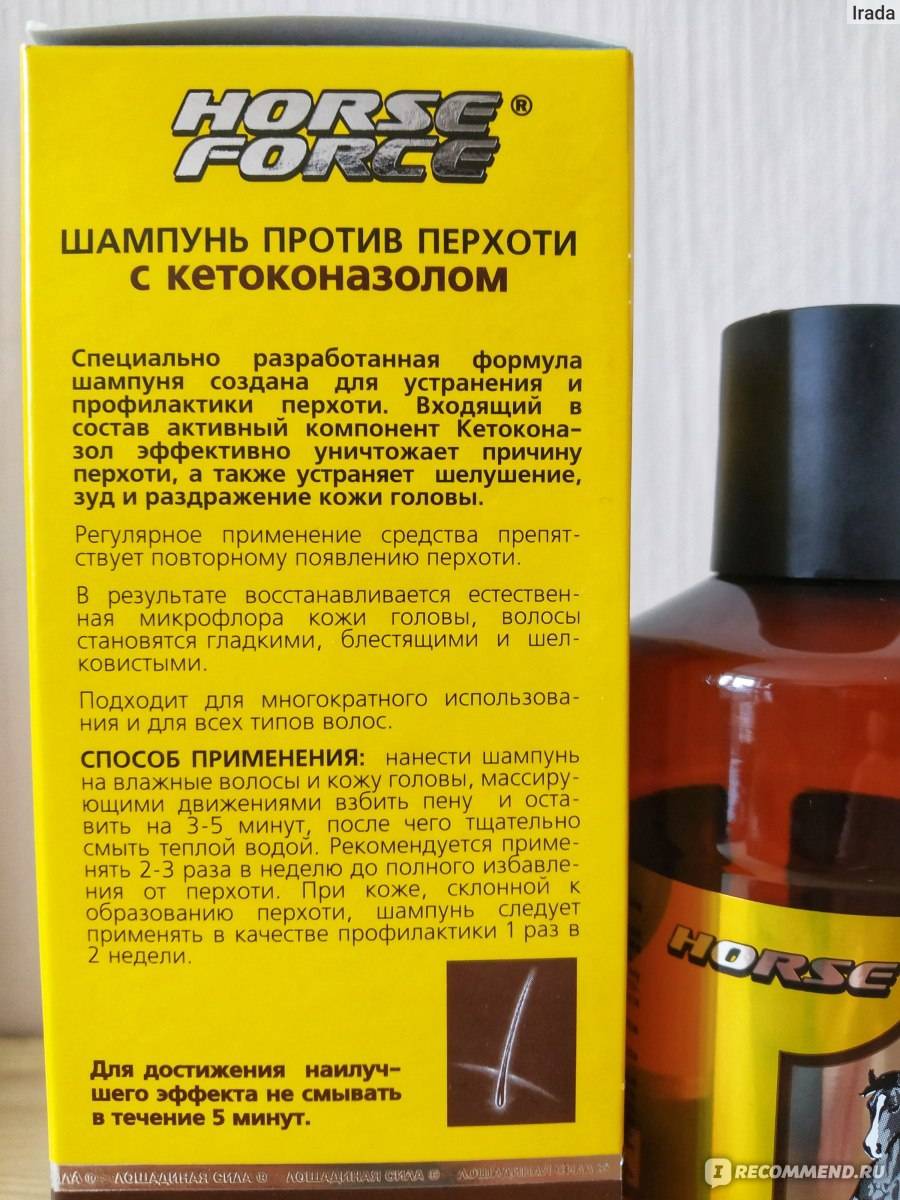 Irada
HORSE ®
FORCE
ШАМПУНЬ ПРОТИВ ПЕРХОТИ
с кетоконазолом
Специально разработанная формула
шампуня создана для устранения и
профилактики перхоти. Входящий в
состав активный компонент Кетокона-
зол эффективно уничтожает причину
перхоти, а также устраняет шелушение,
зуд и раздражение кожи головы.
Регулярное применение средства препят-
ствует повторному появлению перхоти.
В результате восстанавливается естествен-
ная микрофлора кожи головы, волосы
становятся гладкими, блестящими и шел-
ковистыми.
Подходит для многократного использова-
ния и для всех типов волос.
СПОСОБ ПРИМЕНЕНИЯ: нанести шампунь
на влажные волосы и кожу головы, массиру-
ющими движениями взбить пену и оста-
вить на 3-5 минут, после чего тщательно
смыть теплой водой. Рекомендуется приме-
нять 2-3 раза в неделю до полного избавле-
ния от перхоти. При коже, склонной к
образованию перхоти, шампунь следует
применять в качестве профилактики 1 раз в
2 недели.
Для достижения наилуч-
шего эффекта не смывать
в течение 5 минут.
ЛОШАДИНАЯ СИЛА ® ЛОШАДИНАЯ СИЛА ® ЛОШАДИНАЯ СИЛА
HORSE
I RECOMMEND.RU